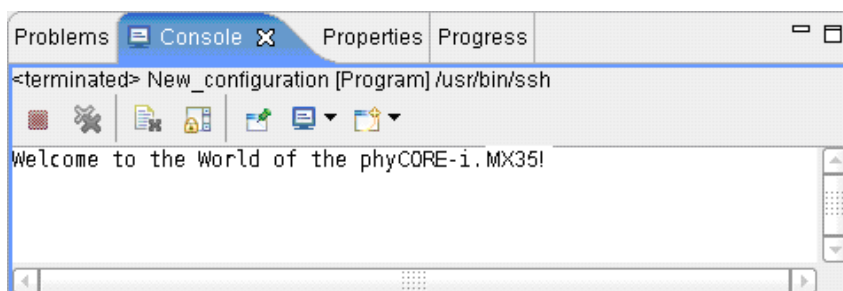 Problems Console Properties Progress
<terminated> New_configuration [Program] /usr/bin/ssh
Welcome to the World of the phyCORE-i.MX35!